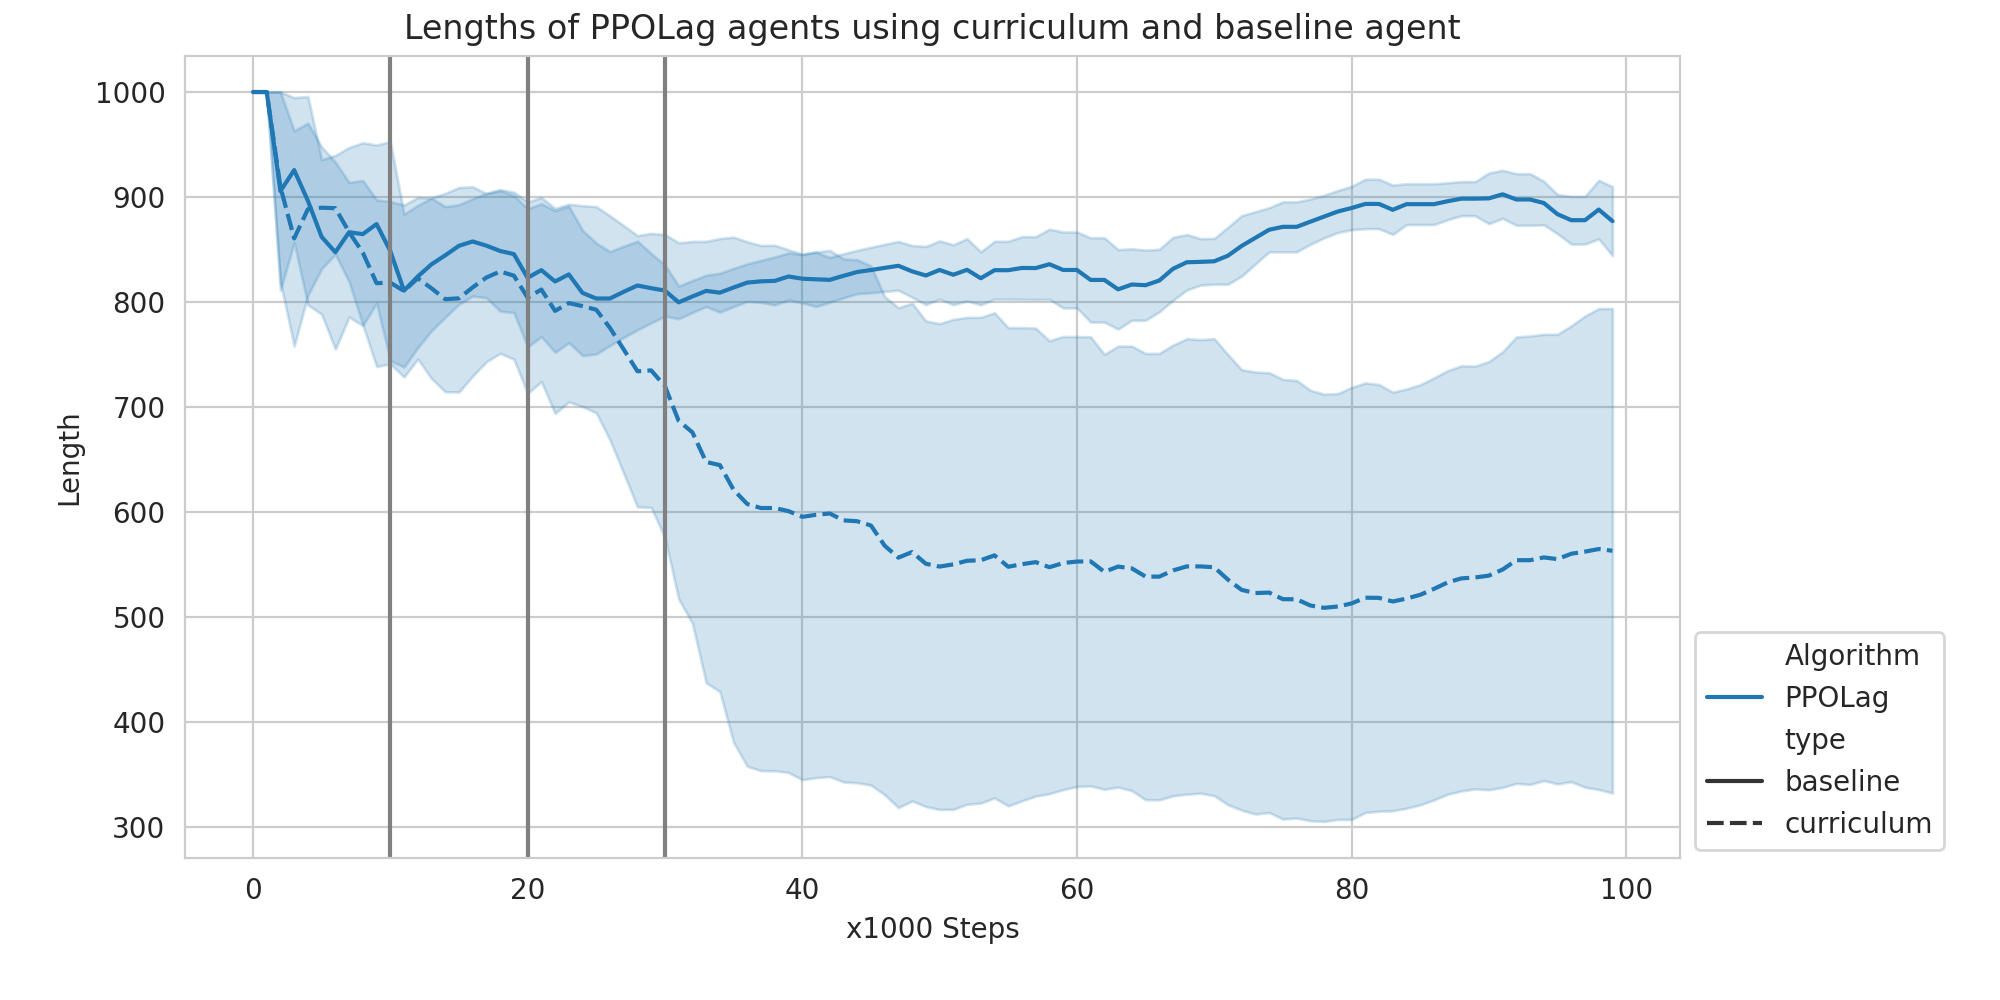 Lengths of PPOLag agents using curriculum and baseline agent
1000
900
800
700
600
500
400
300
Length
0 20 40 60 80 100
x1000 Steps
Algorithm
PPOLag
type
baseline
curriculum